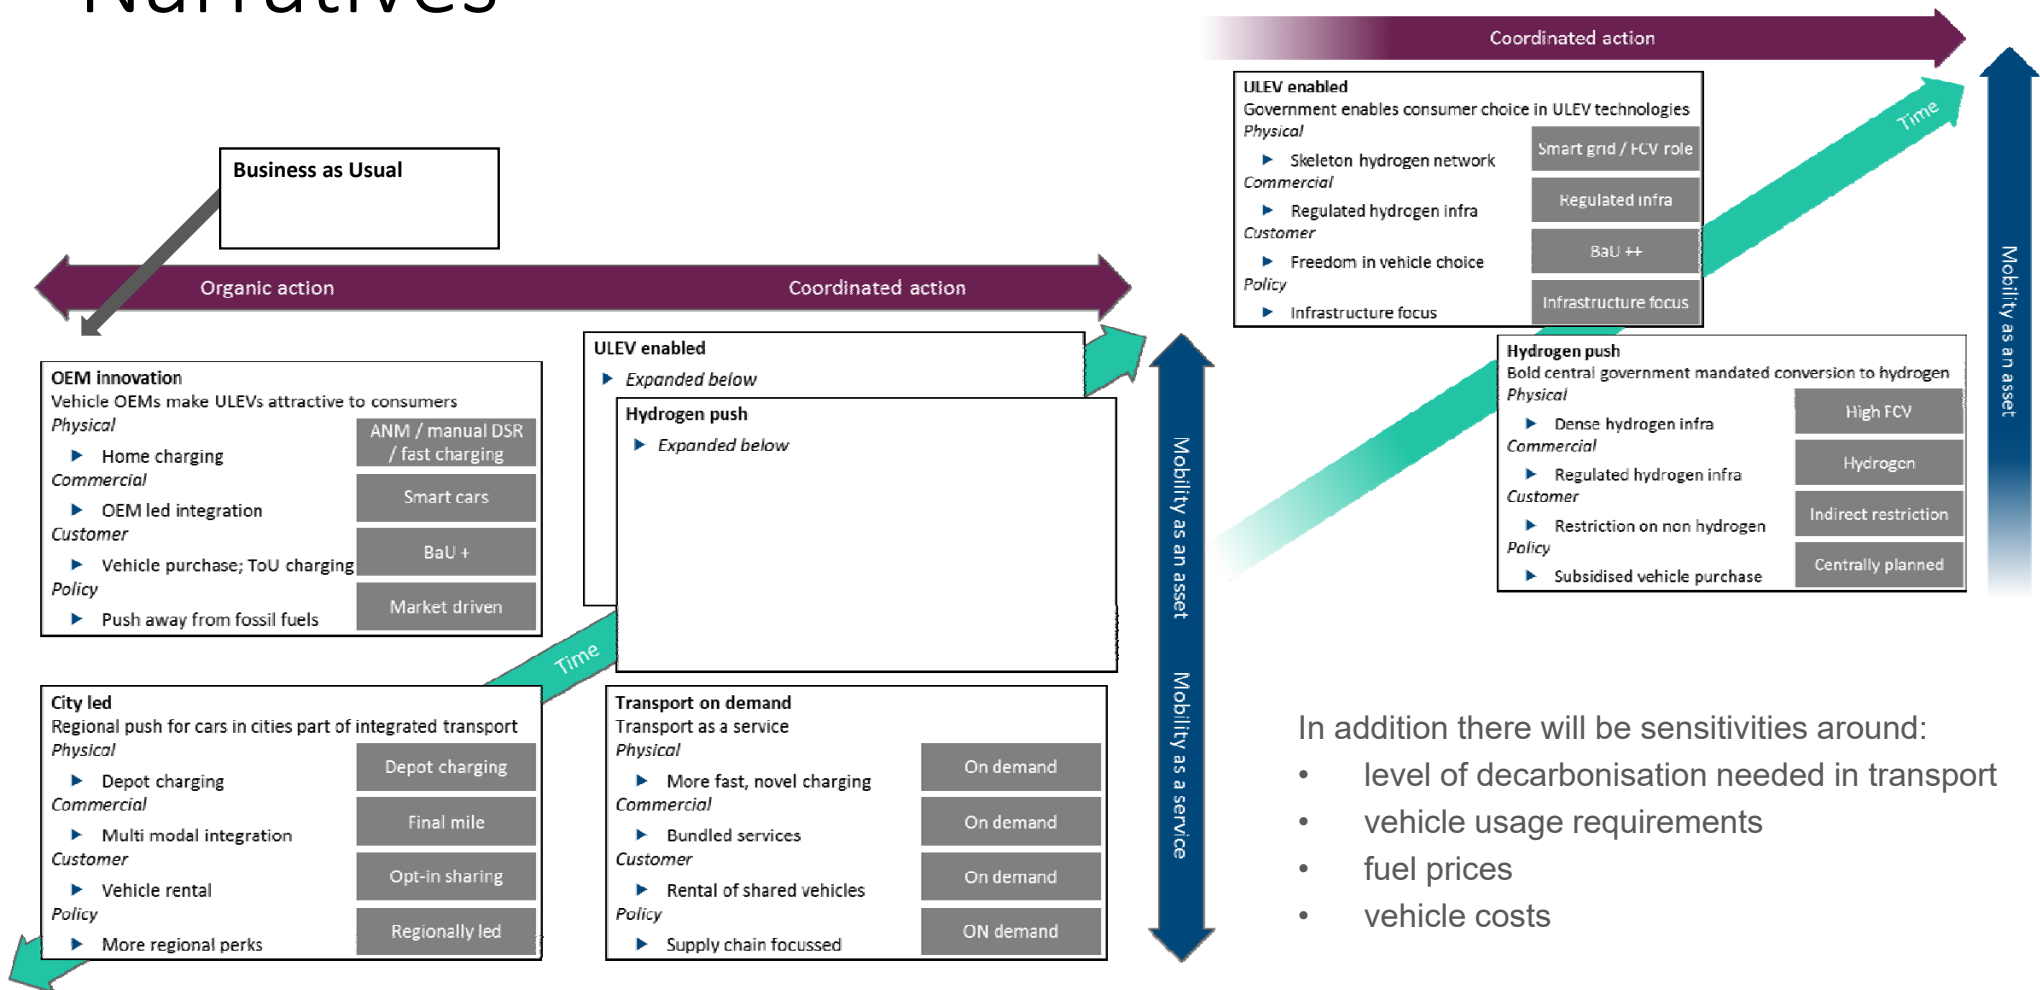 Narratives
Business as Usual
Organic action
Coordinated action
OEM innovation
Vehicle OEMs make ULEVs attractive to consumers
Physical
Home charging
ANM / manual DSR
/ fast charging
Commercial
OEM led integration
Smart cars
Customer
Vehicle purchase; ToU charging
BaU +
Policy
Push away from fossil fuels
Market driven
ULEV enabled
Expanded below
Hydrogen push
Expanded below
Time
City led
Regional push for cars in cities part of integrated transport
Physical
Depot charging
Depot charging
Commercial
Multi modal integration
Final mile
Customer
Vehicle rental
Opt-in sharing
Policy
More regional perks
Regionally led
Transport on demand
Transport as a service
Physical
More fast, novel charging
On demand
Commercial
Bundled services
On demand
Customer
Rental of shared vehicles
On demand
Policy
Supply chain focussed
ON demand
Mobility as an asset
Mobility as a service
Coordinated action
Time
Mobility as an asset
ULEV enabled
Government enables consumer choice in ULEV technologies
Physical
Skeleton hydrogen network
Smart grid / FCV role
Commercial
Regulated hydrogen infra
Regulated infra
Customer
Freedom in vehicle choice
BaU ++
Policy
Infrastructure focus
Infrastructure focus
Hydrogen push
Bold central government mandated conversion to hydrogen
Physical
Dense hydrogen infra
High FCV
Commercial
Regulated hydrogen infra
Hydrogen
Customer
Restriction on non hydrogen
Indirect restriction
Policy
Subsidised vehicle purchase
Centrally planned
In addition there will be sensitivities around:
• level of decarbonisation needed in transport
• vehicle usage requirements
• fuel prices
• vehicle costs